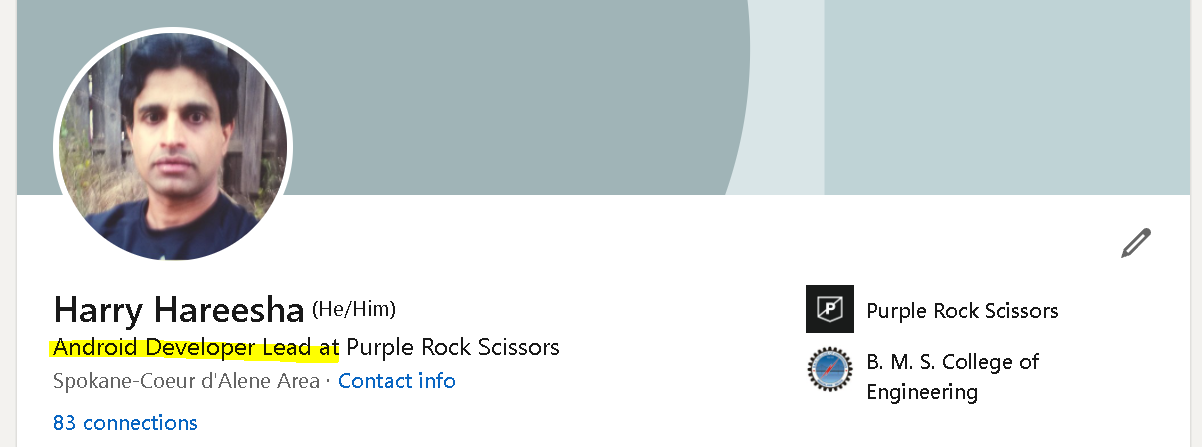 Harry Hareesha (He/Him)
Android Developer Lead at Purple Rock Scissors
Spokane-Coeur d'Alene Area · Contact info
83 connections
P
Purple Rock Scissors
B. M. S. College of
Engineering